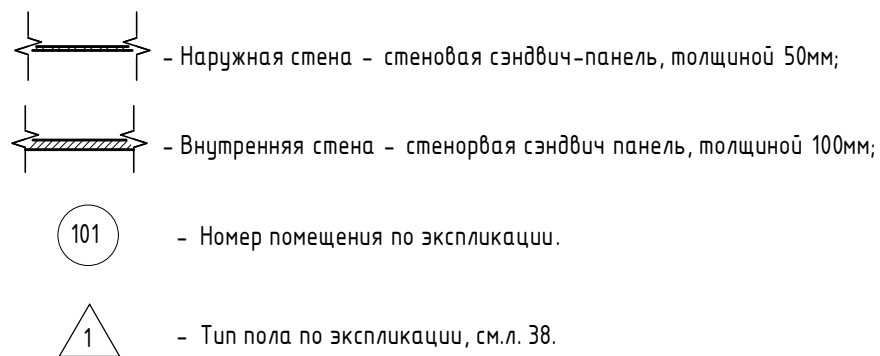 - Наружная стена - стеновая сэндвич-панель, толщиной 50мм;
- Внутренняя стена - стенорвая сэндвич панель, толщиной 100мм;
101 - Номер помещения по экспликации.
1 - Тип пола по экспликации, см.л. 38.